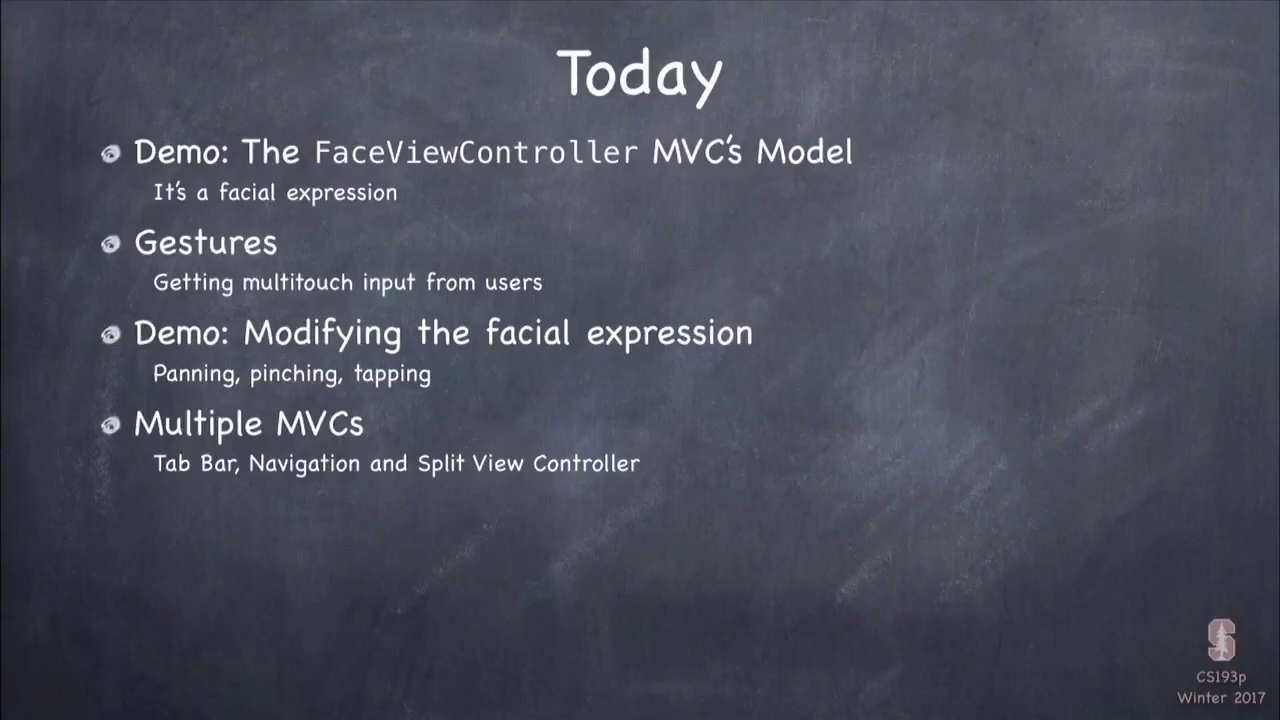 Today
Demo: The FaceViewController MVC's Model
It's a facial expression
Gestures
Getting multitouch input from users
Demo: Modifying the facial expression
Panning, pinching, tapping
Multiple MVCs
Tab Bar, Navigation and Split View Controller
S
CS193p
Winter 2017